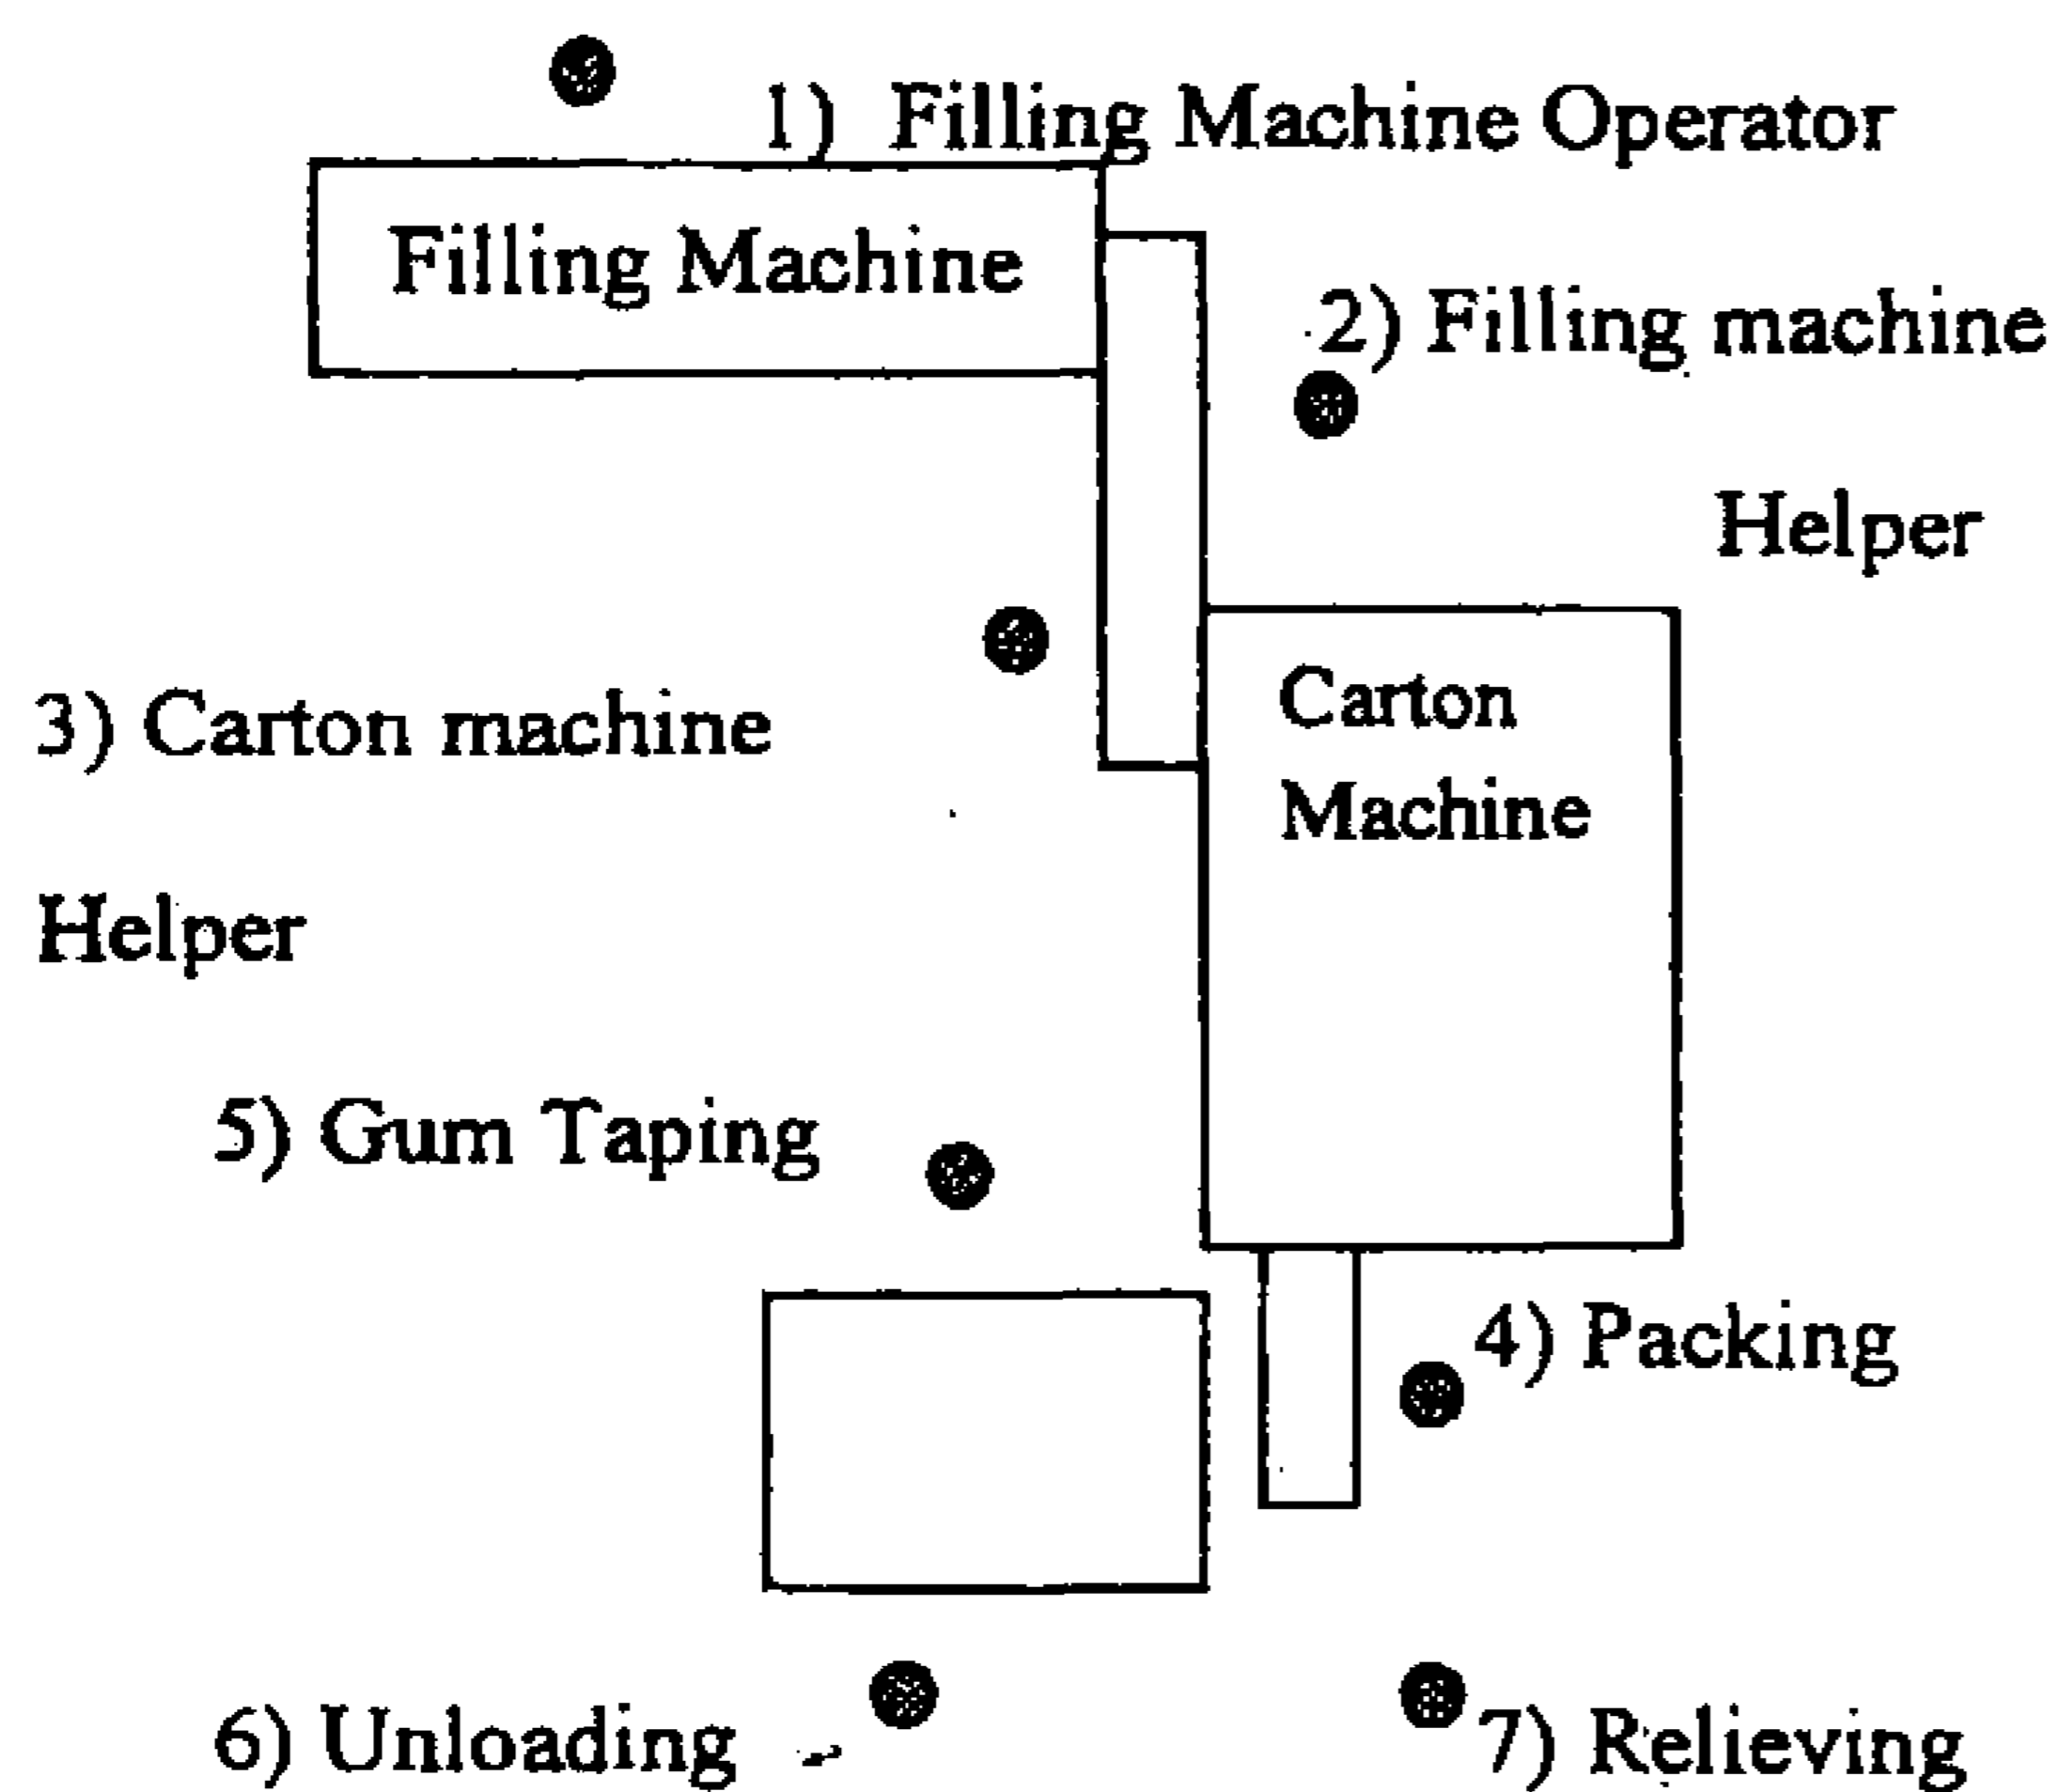 1) Filling Machine Operator
Filling Machine
2) Filling machine
Helper
3) Carton machine
Helper
Carton
Machine
5) Gum Taping
4) Packing
6) Unloading
7) Relieving